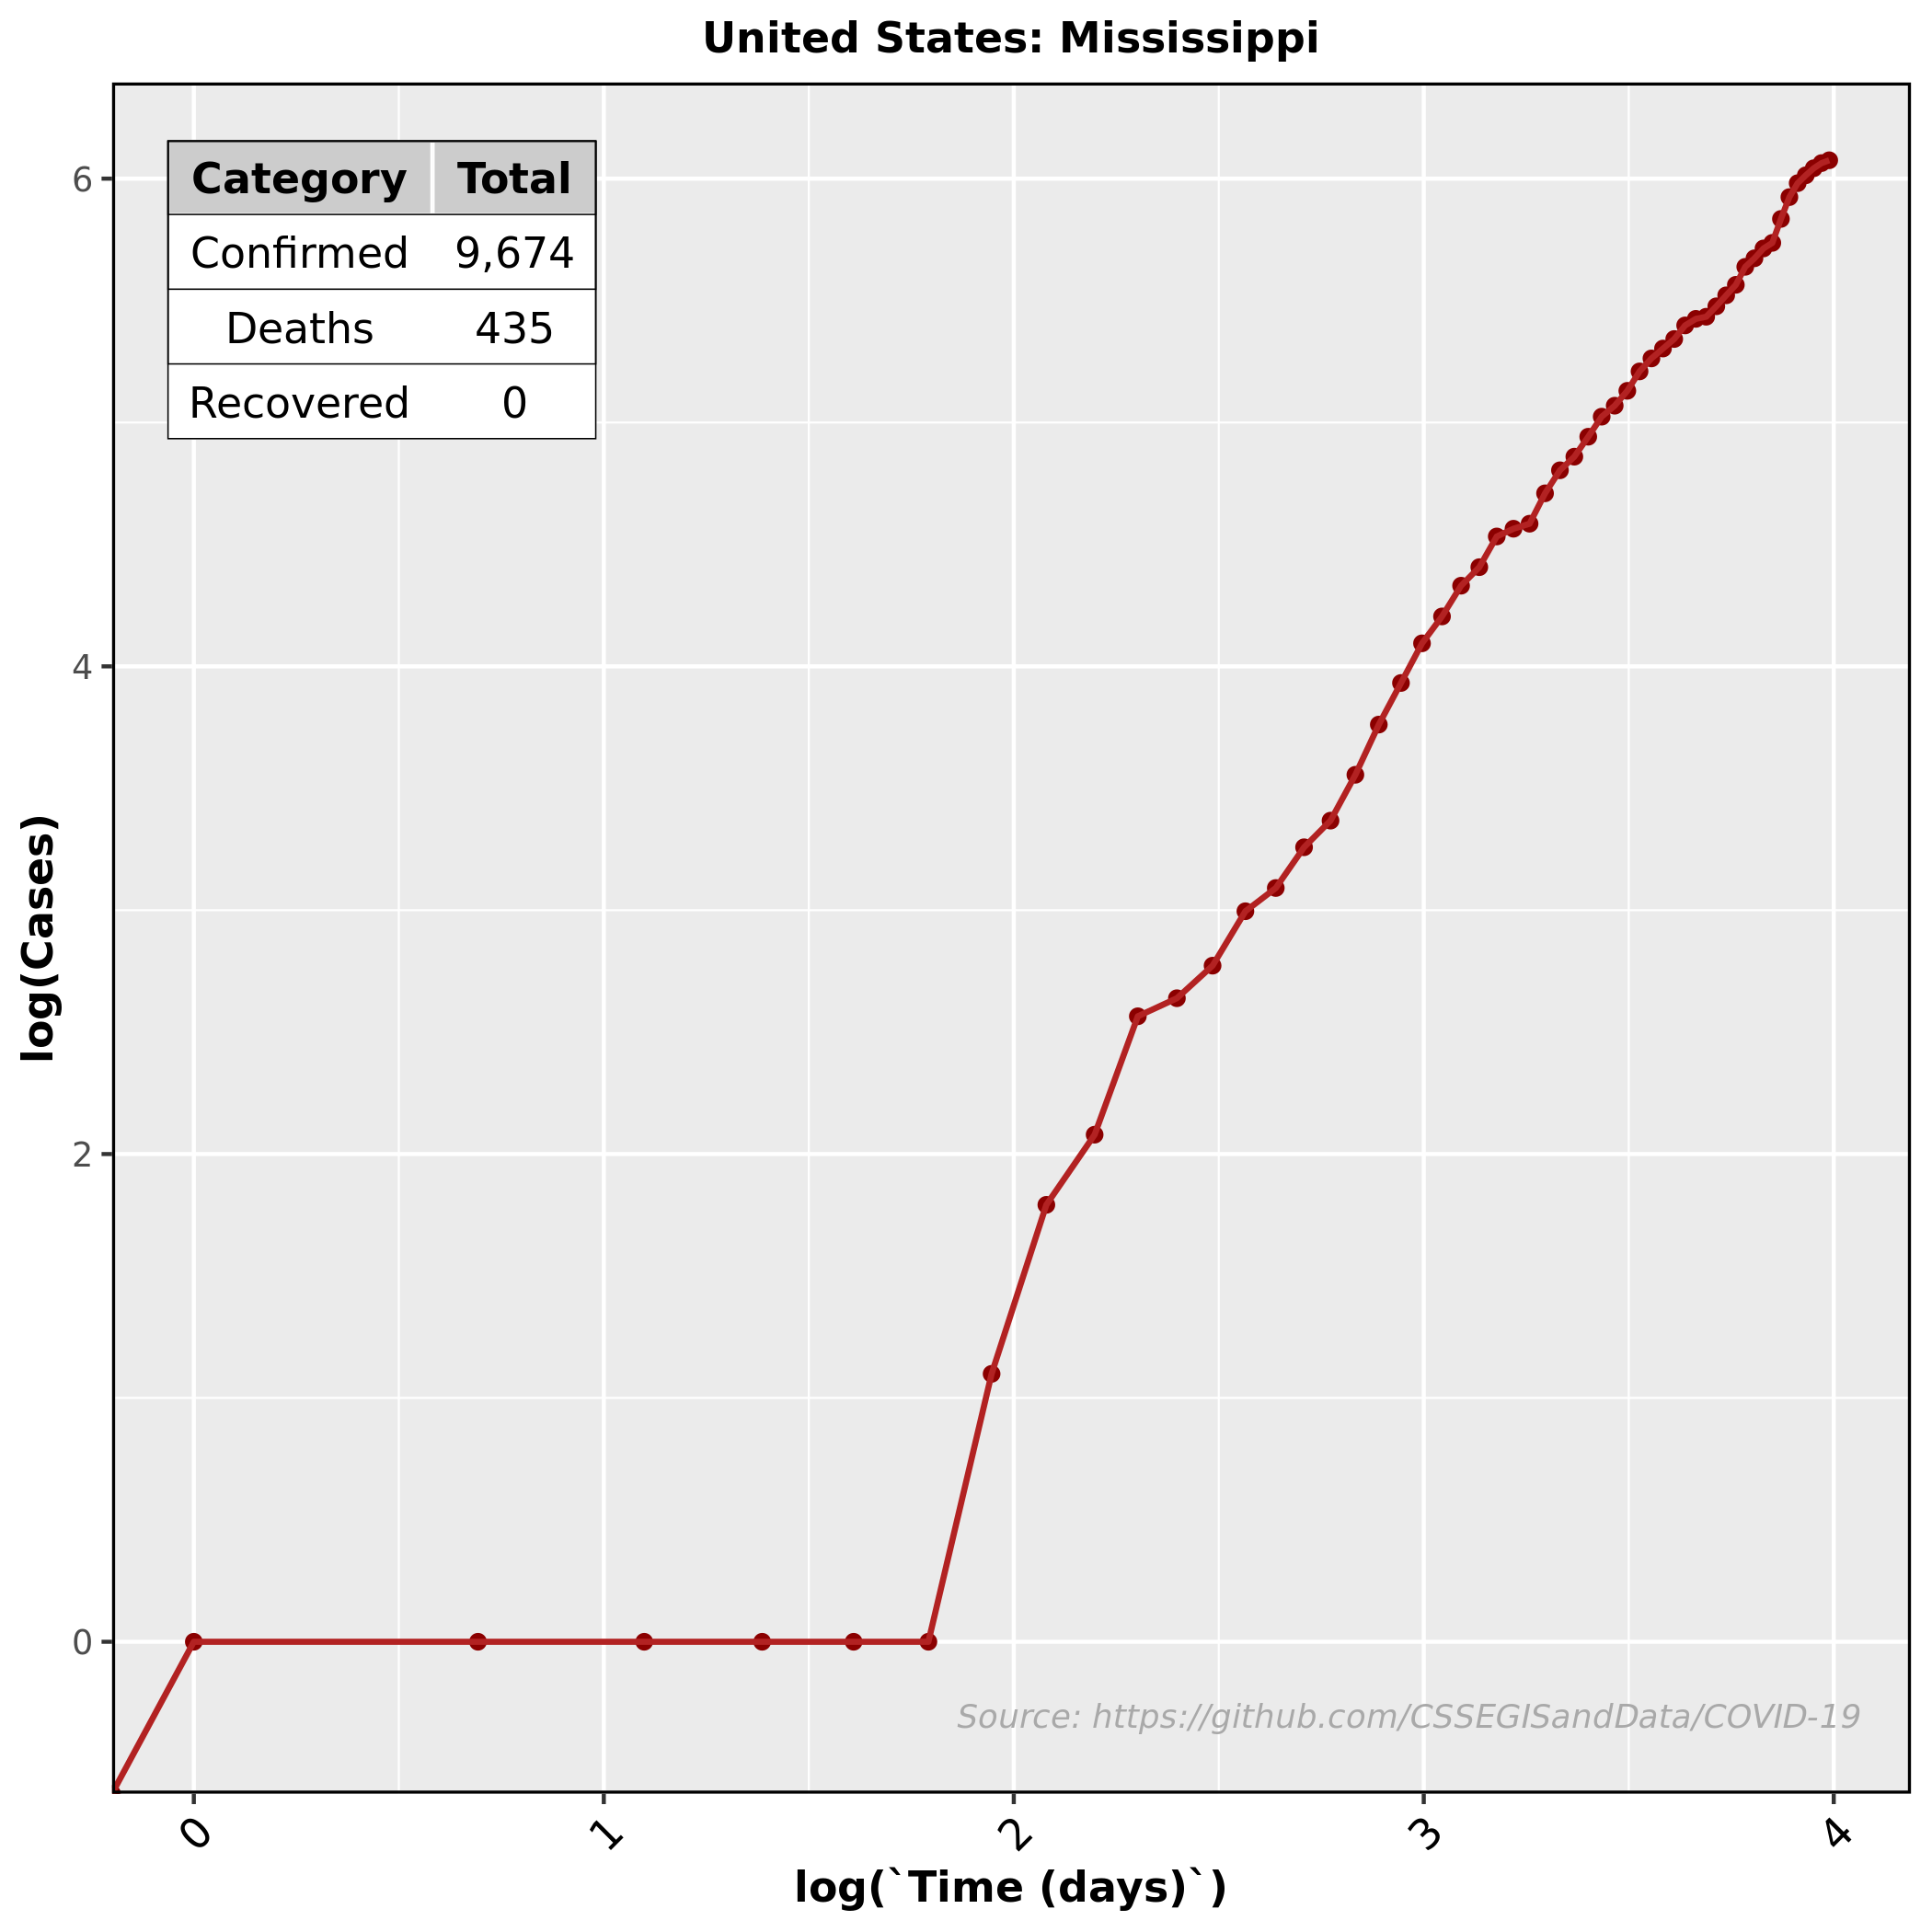 United States: Mississippi
Category Total
Confirmed 9,674
Deaths 435
Recovered 0
6
4
2
0
log(Cases)
Source: https://github.com/CSSEGISandData/COVID-19
0 1 2 3 4
log(`Time (days)`)